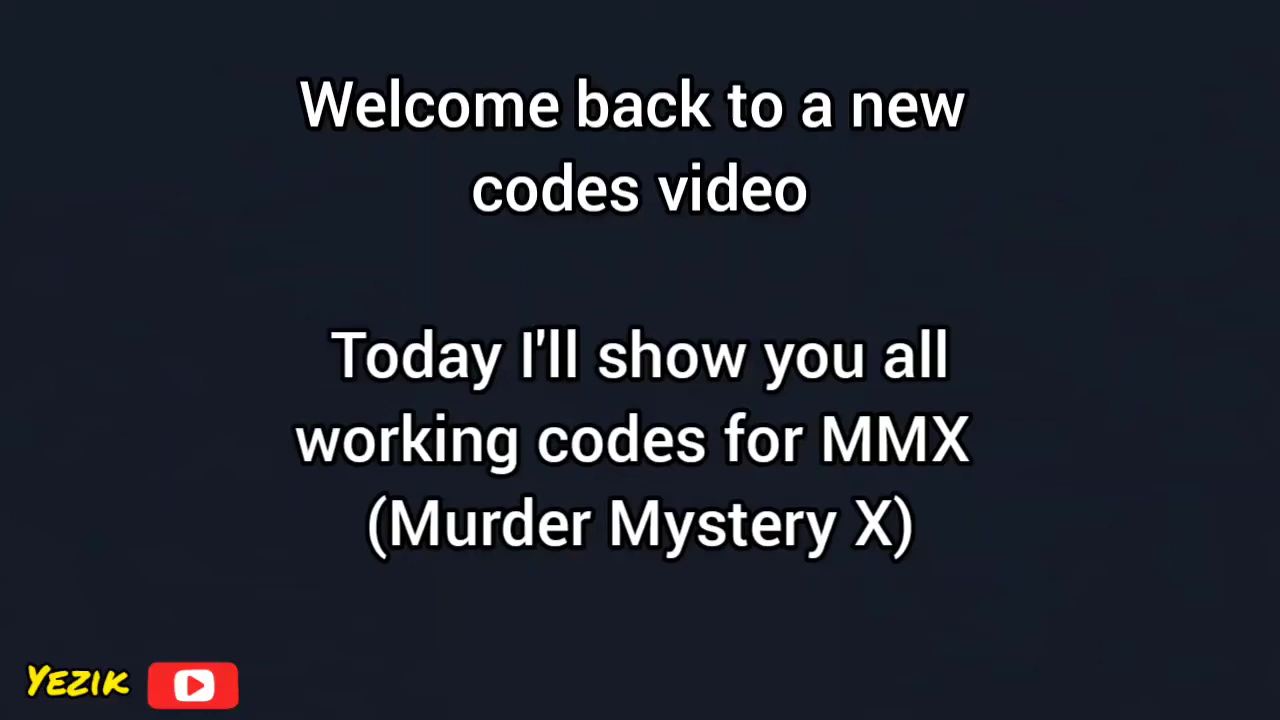 Welcome back to a new
codes video
Today I'll show you all
working codes for MMX
(Murder Mystery X)
YEZIK